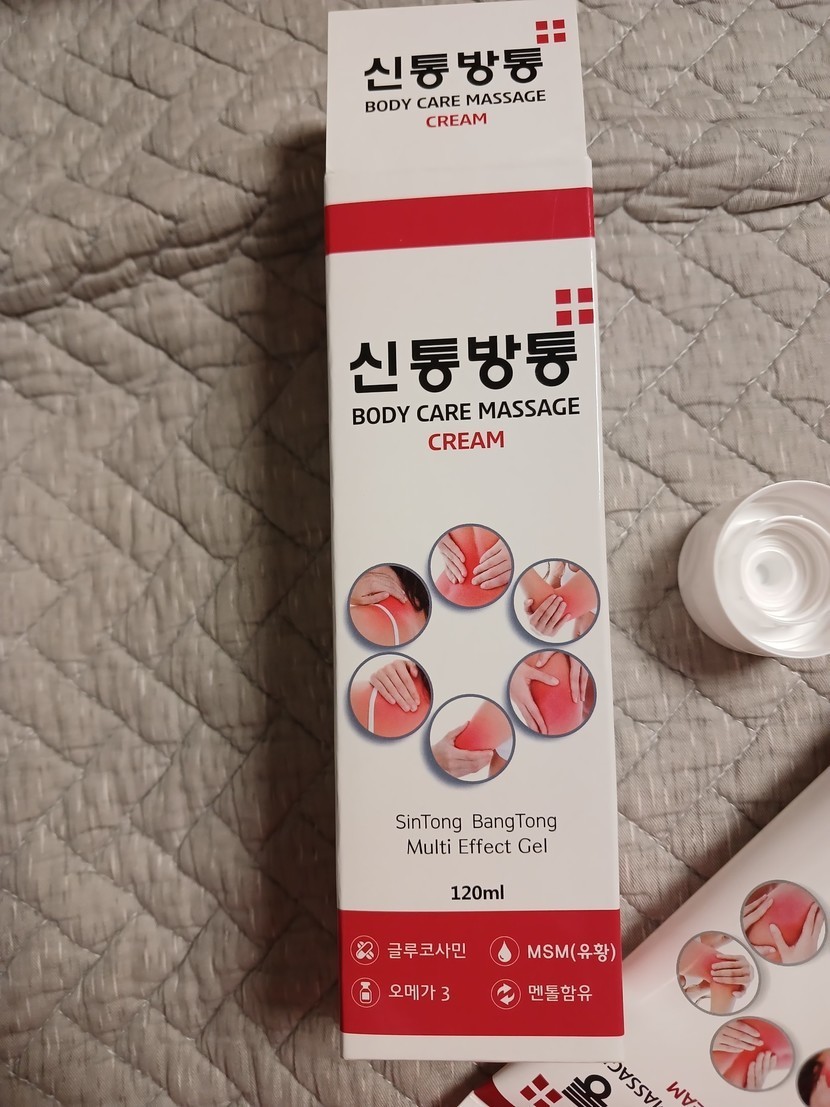 신통방통
BODY CARE MASSAGE
CREAM
신통방통
BODY CARE MASSAGE
CREAM
SinTong BangTong
Multi Effect Gel
120ml
글루코사민
MSM(유황)
오메가 3
멘톨함유
MASSAGE
CREAM